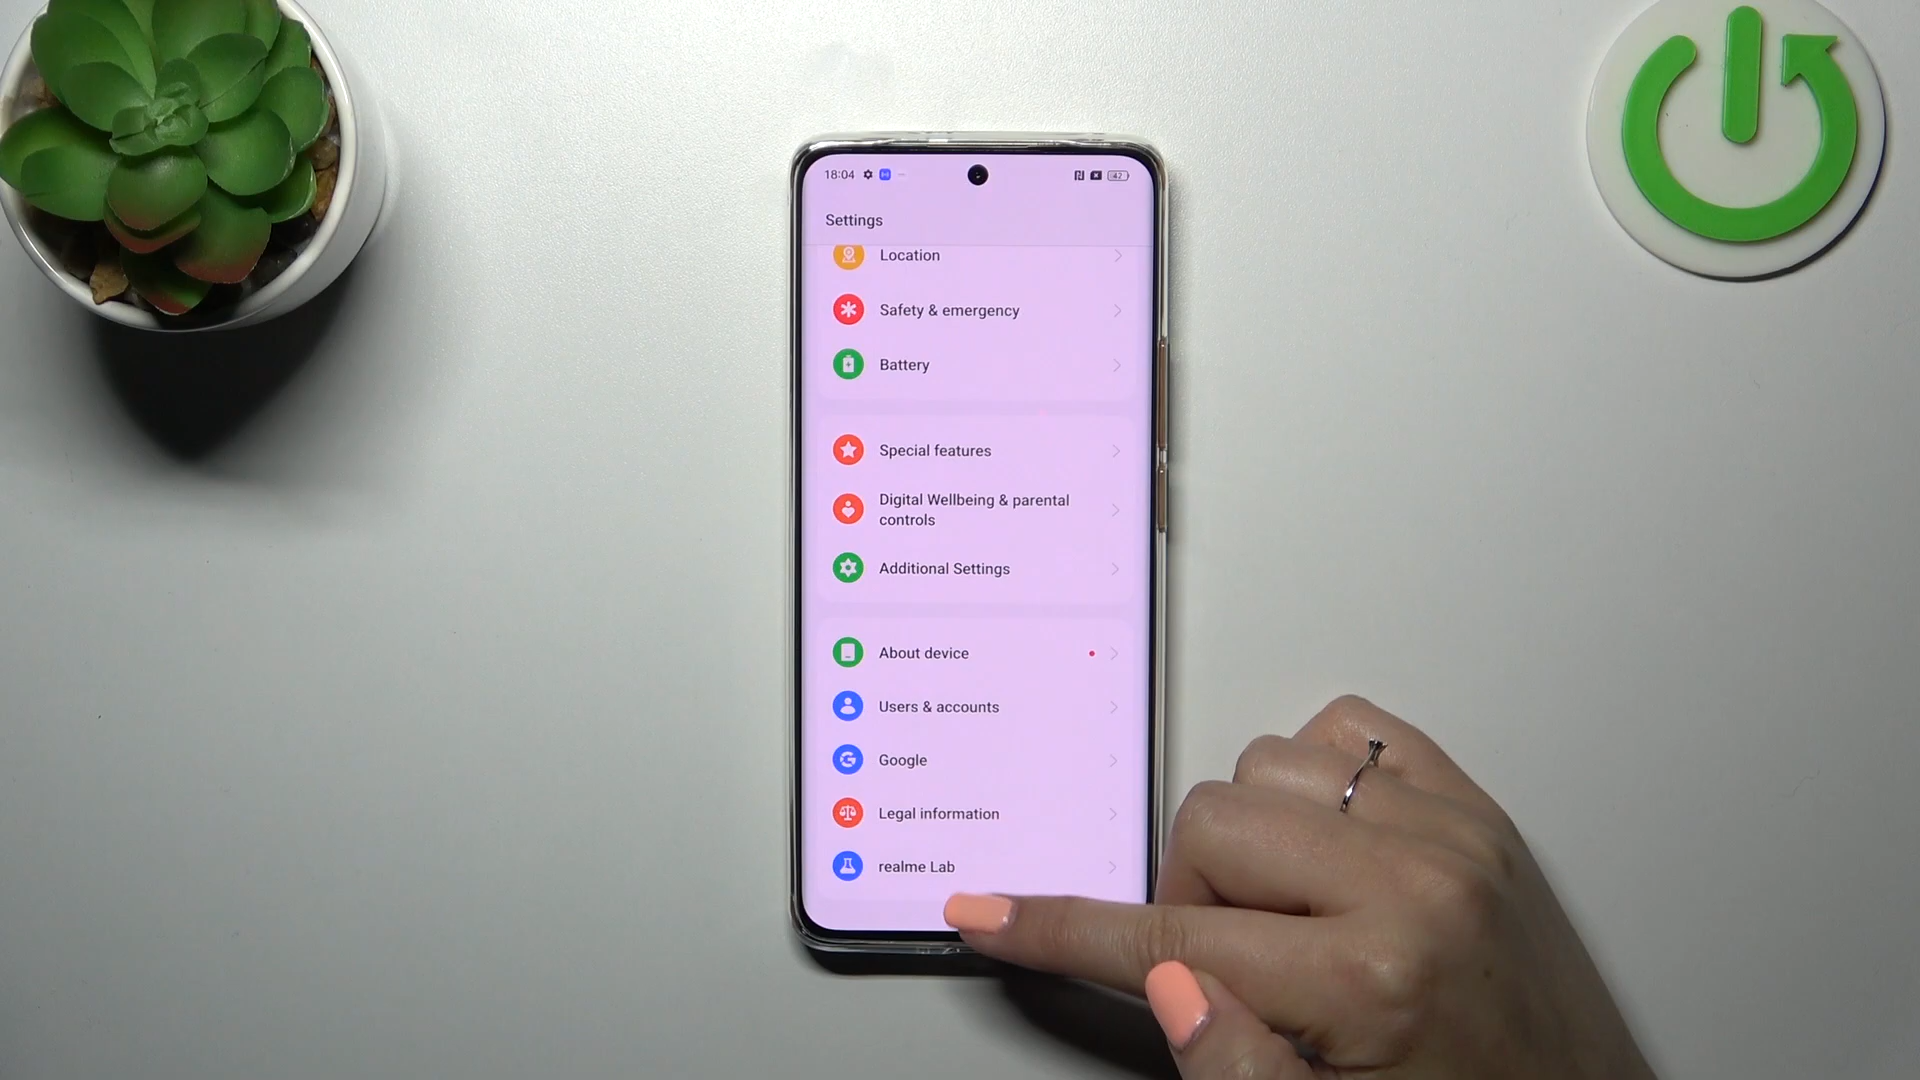 18:04
42
Settings
Location
Safety & emergency
Battery
Special features
Digital Wellbeing & parental
controls
Additional Settings
About device
Users & accounts
Google
Legal information
realme Lab